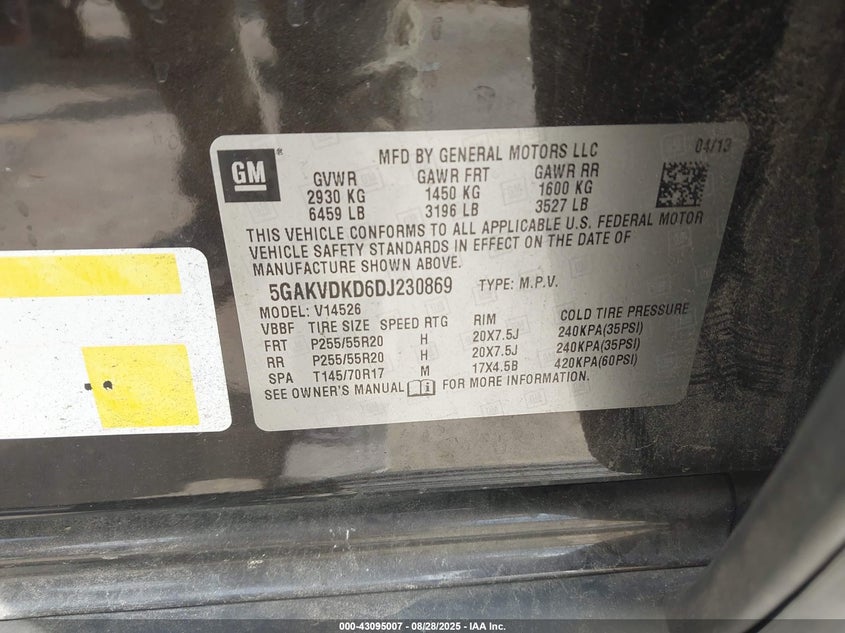 GM
MFD BY GENERAL MOTORS LLC 04/13
GVWR GAWR FRT GAWR RR
2930 KG 1450 KG 1600 KG
6459 LB 3196 LB 3527 LB
THIS VEHICLE CONFORMS TO ALL APPLICABLE U.S. FEDERAL MOTOR
VEHICLE SAFETY STANDARDS IN EFFECT ON THE DATE OF
MANUFACTURE SHOWN ABOVE.
5GAKVDKD6DJ230869 TYPE: M.P.V.
MODEL: V14526
VBBF TIRE SIZE SPEED RTG RIM COLD TIRE PRESSURE
FRT P255/55R20 H 20X7.5J 240KPA(35PSI)
RR P255/55R20 H 20X7.5J 240KPA(35PSI)
SPA T145/70R17 M 17X4.5B 420KPA(60PSI)
SEE OWNER'S MANUAL FOR MORE INFORMATION.
000-43095007 - 08/28/2025 - IAA Inc.